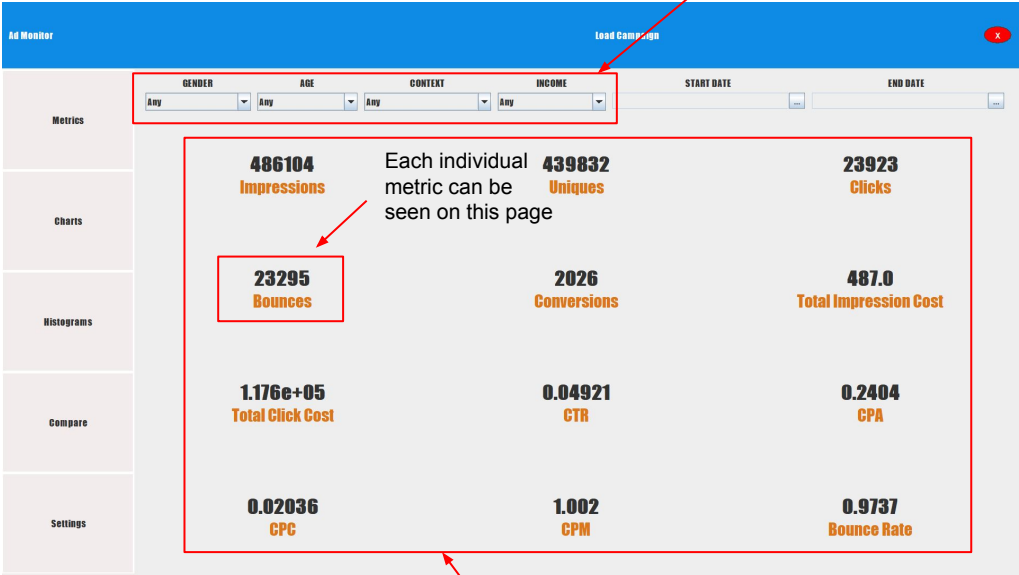 Ad Monitor
Load Campaign
X
GENDER
AGE
CONTEXT
INCOME
START DATE
END DATE
Any
Any
Any
Any
...
...
Metrics
Charts
Histograms
Compare
Settings
486104
Impressions
Each individual
metric can be
seen on this page
439832
Uniques
23923
Clicks
23295
Bounces
2026
Conversions
487.0
Total Impression Cost
1.176e+05
Total Click Cost
0.04921
CTR
0.2404
CPA
0.02036
CPC
1.002
CPM
0.9737
Bounce Rate